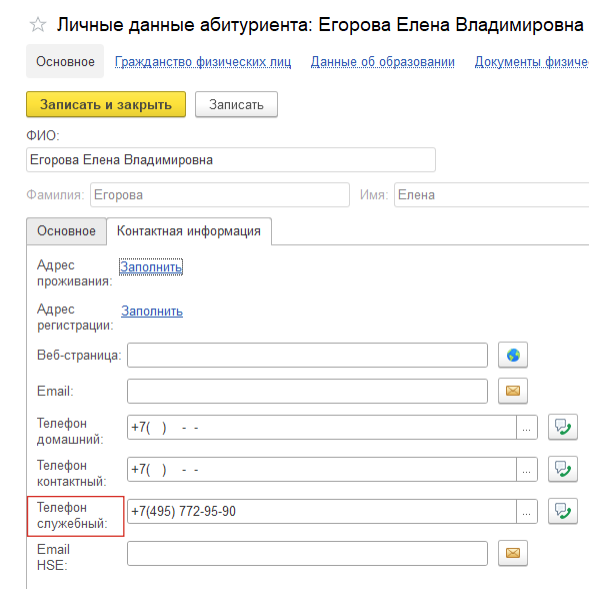 Личные данные абитуриента: Егорова Елена Владимировна
Основное Гражданство физических лиц Данные об образовании Документы физиче
Записать и закрыть Записать
ФИО:
Егорова Елена Владимировна
Фамилия: Егорова Имя: Елена
Основное Контактная информация
Адрес
проживания: Заполнить
Адрес
регистрации: Заполнить
Веб-страница:
Email:
Телефон
домашний: +7( ) - - ...
Телефон
контактный: +7( ) - - ...
Телефон
служебный: +7(495) 772-95-90 ...
Email
HSE: